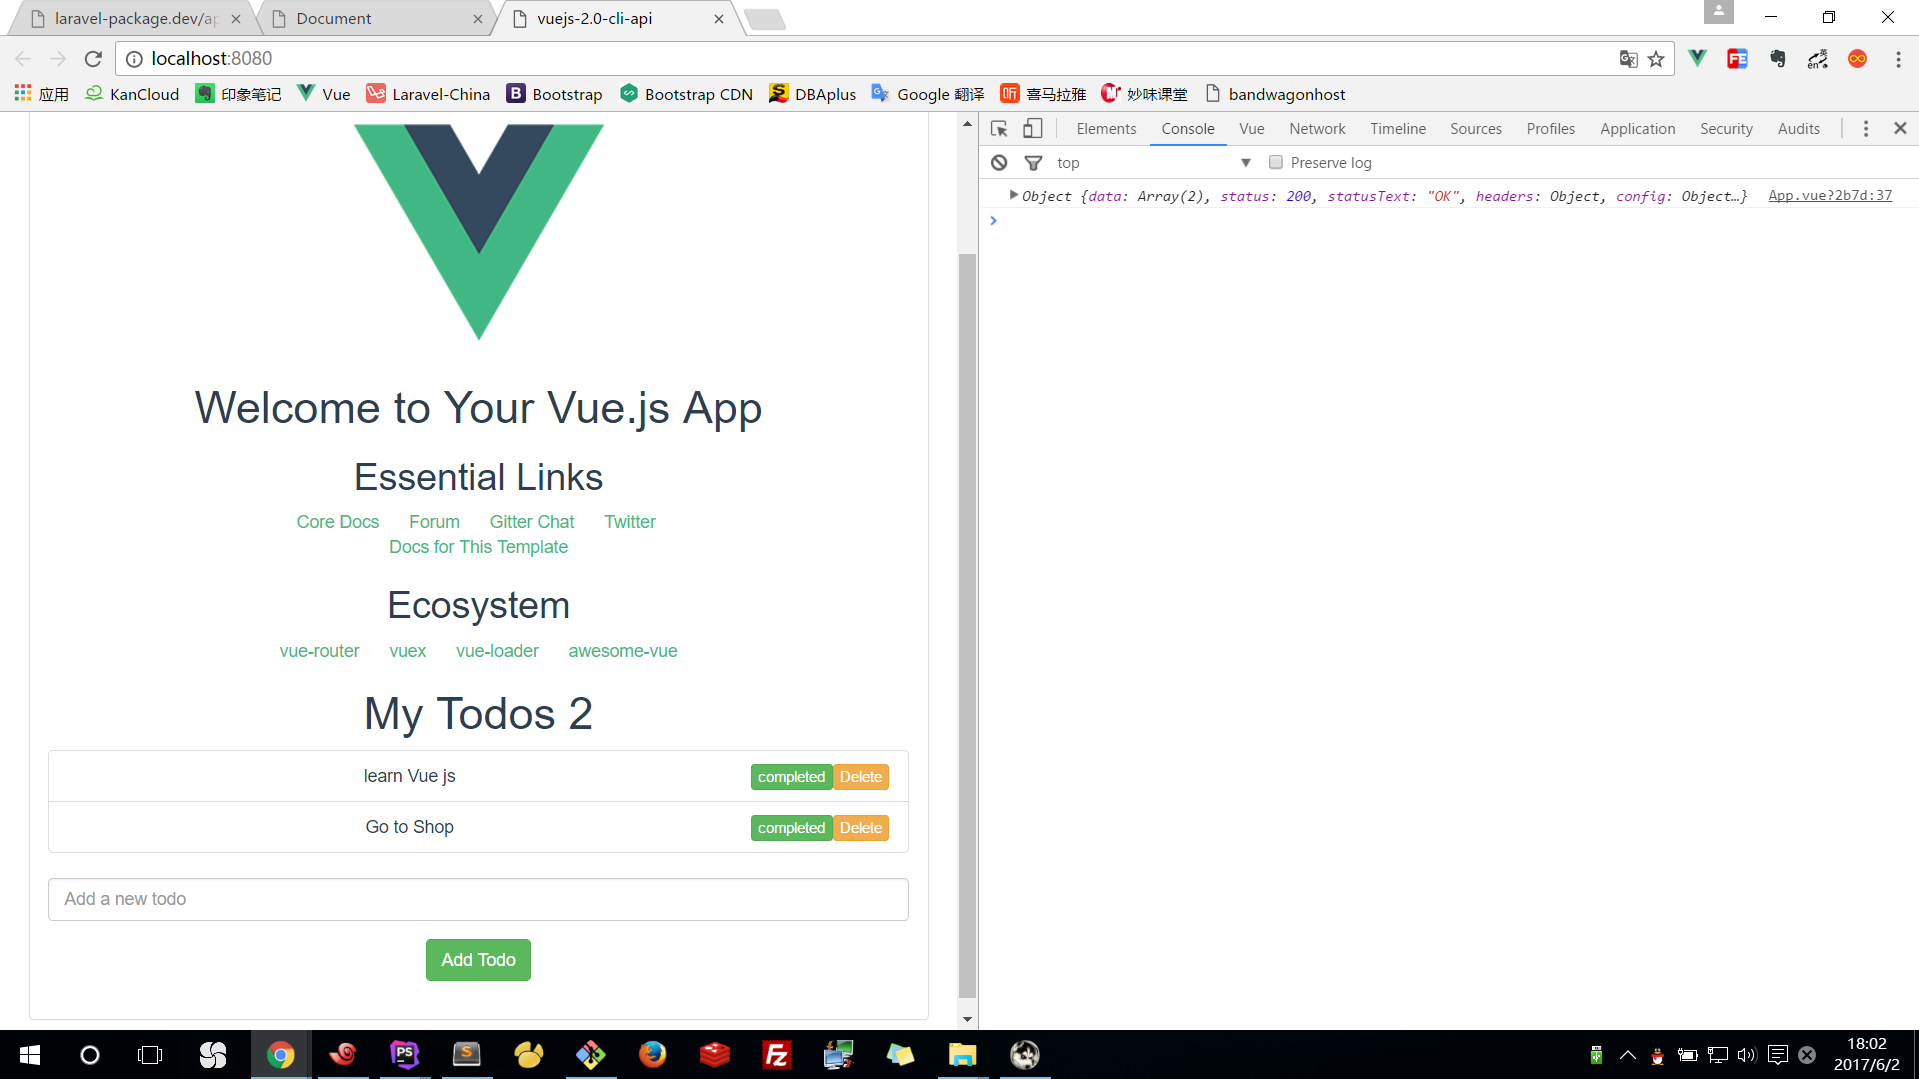 laravel-package.dev/ap
Document
vuejs-2.0-cli-api
localhost:8080
应用
KanCloud
印象笔记
Vue
Laravel-China
Bootstrap
Bootstrap CDN
DBAplus
Google 翻译
喜马拉雅
妙味课堂
bandwagonhost
Elements
Console
Vue
Network
Timeline
Sources
Profiles
Application
Security
Audits
top
Preserve log
Object {data: Array(2), status: 200, statusText: "OK", headers: Object, config: Object…}
App.vue?2b7d:37
Welcome to Your Vue.js App
Essential Links
Core Docs Forum Gitter Chat Twitter
Docs for This Template
Ecosystem
vue-router vuex vue-loader awesome-vue
My Todos 2
learn Vue js completed Delete
Go to Shop completed Delete
Add a new todo
Add Todo
18:02
2017/6/2